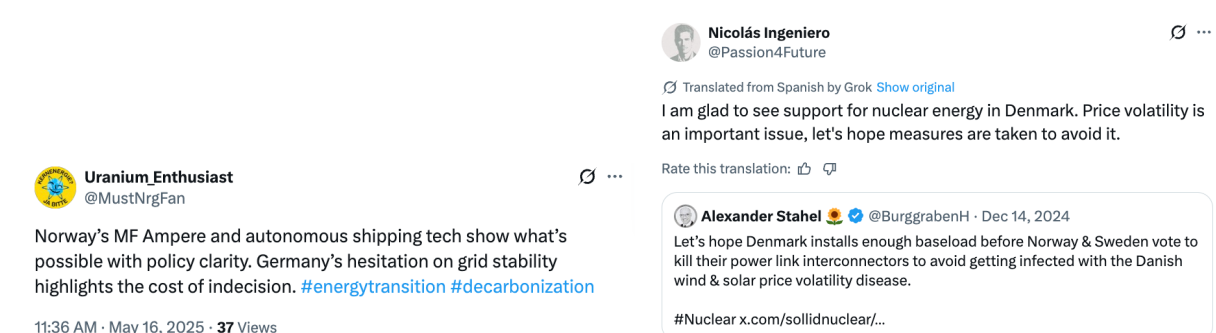 Uranium_Enthusiast
@MustNrgFan
Norway’s MF Ampere and autonomous shipping tech show what’s
possible with policy clarity. Germany’s hesitation on grid stability
highlights the cost of indecision. #energytransition #decarbonization
11:36 AM · May 16, 2025 · 37 Views
KERNENERGIE?
JA BITTE
Nicolás Ingeniero
@Passion4Future
Translated from Spanish by Grok Show original
I am glad to see support for nuclear energy in Denmark. Price volatility is
an important issue, let's hope measures are taken to avoid it.
Rate this translation:
Alexander Stahel 🌻 @BurggrabenH · Dec 14, 2024
Let’s hope Denmark installs enough baseload before Norway & Sweden vote to
kill their power link interconnectors to avoid getting infected with the Danish
wind & solar price volatility disease.
#Nuclear x.com/sollidnuclear/...